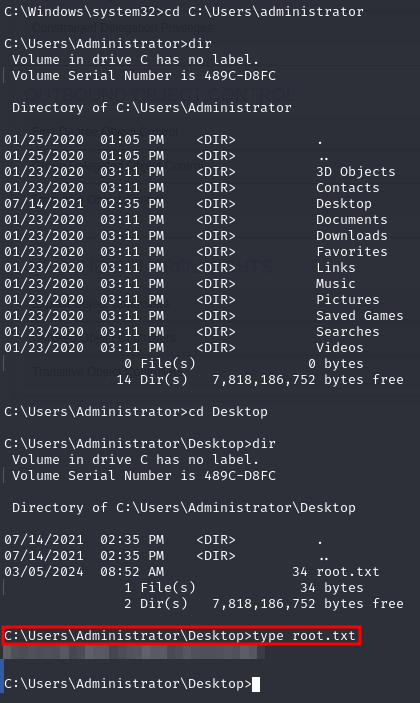 C:\Windows\system32>cd C:\Users\administrator
C:\Users\Administrator>dir
 Volume in drive C has no label.
 Volume Serial Number is 489C-D8FC
 Directory of C:\Users\Administrator
01/25/2020  01:05 PM    <DIR>          .
01/25/2020  01:05 PM    <DIR>          ..
01/23/2020  03:11 PM    <DIR>          3D Objects
01/23/2020  03:11 PM    <DIR>          Contacts
07/14/2021  02:35 PM    <DIR>          Desktop
01/23/2020  03:11 PM    <DIR>          Documents
01/23/2020  03:11 PM    <DIR>          Downloads
01/23/2020  03:11 PM    <DIR>          Favorites
01/23/2020  03:11 PM    <DIR>          Links
01/23/2020  03:11 PM    <DIR>          Music
01/23/2020  03:11 PM    <DIR>          Pictures
01/23/2020  03:11 PM    <DIR>          Saved Games
01/23/2020  03:11 PM    <DIR>          Searches
01/23/2020  03:11 PM    <DIR>          Videos
               0 File(s)              0 bytes
              14 Dir(s)   7,818,186,752 bytes free
C:\Users\Administrator>cd Desktop
C:\Users\Administrator\Desktop>dir
 Volume in drive C has no label.
 Volume Serial Number is 489C-D8FC
 Directory of C:\Users\Administrator\Desktop
07/14/2021  02:35 PM    <DIR>          .
07/14/2021  02:35 PM    <DIR>          ..
03/05/2024  08:52 AM                34 root.txt
               1 File(s)             34 bytes
               2 Dir(s)   7,818,186,752 bytes free
C:\Users\Administrator\Desktop>type root.txt
C:\Users\Administrator\Desktop>